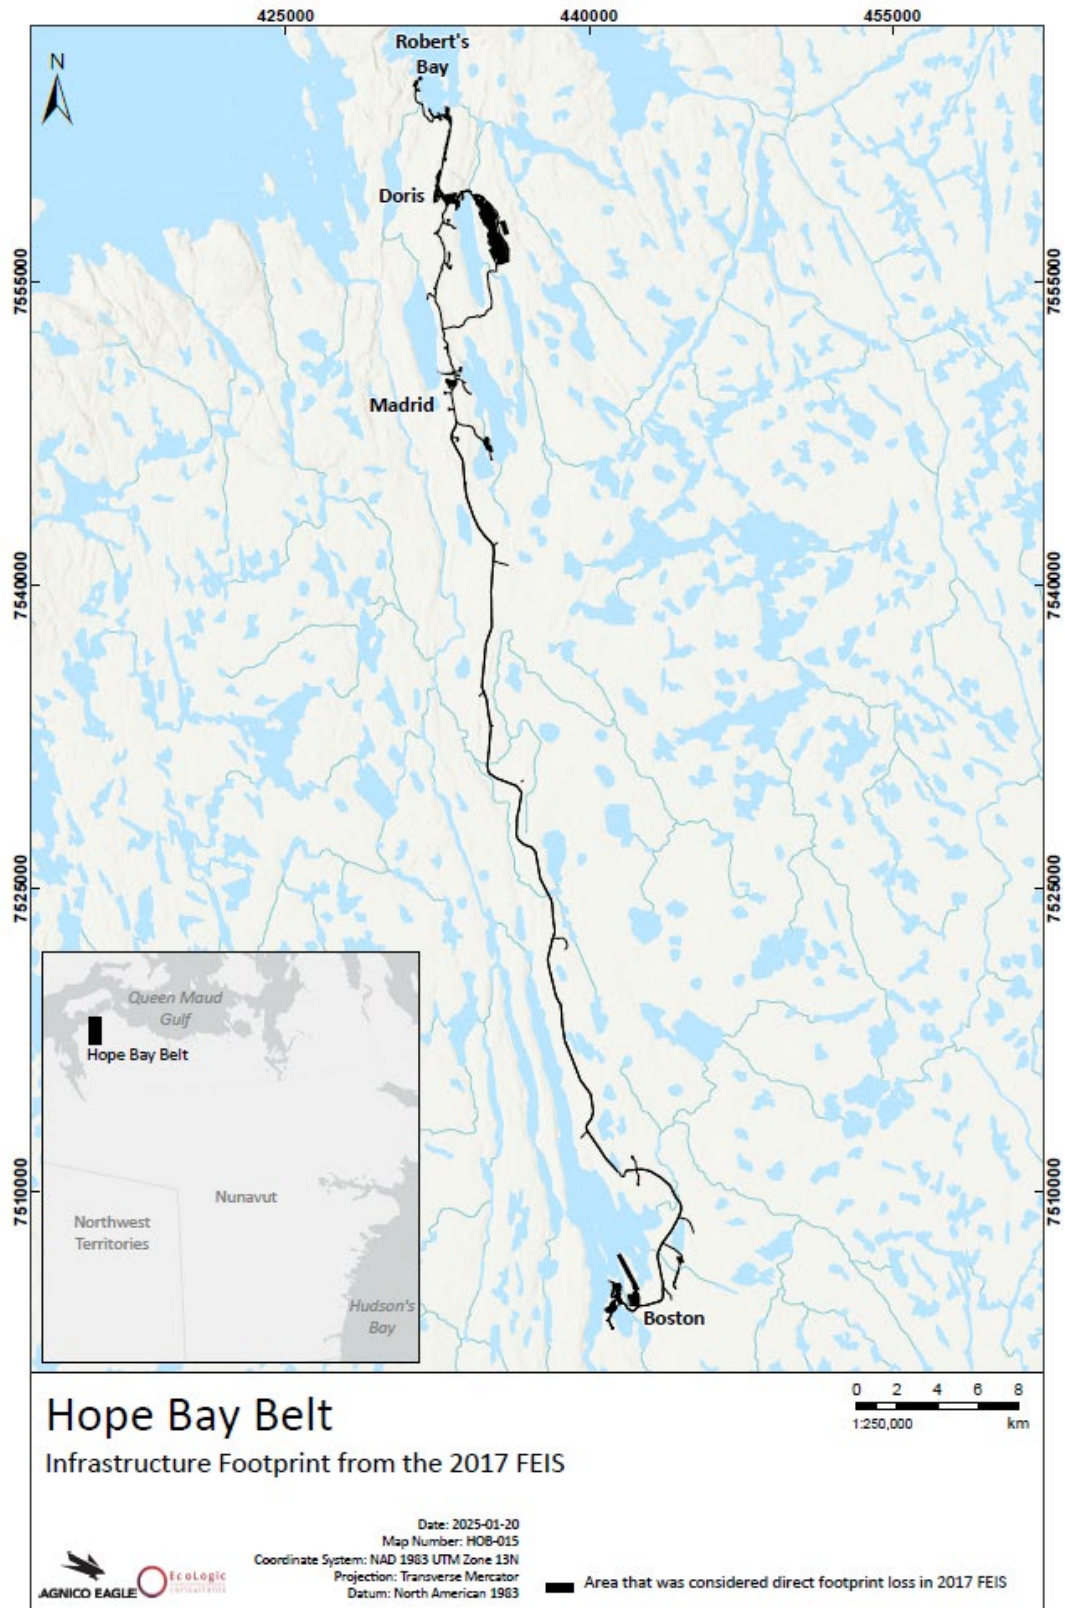 425000
440000
455000
N
Robert's
Bay
Doris
7555000
7555000
Madrid
7540000
7540000
7525000
7525000
Queen Maud
Gulf
Hope Bay Belt
Nunavut
Northwest
Territories
Hudson's
Bay
7510000
7510000
Boston
0 2 4 6 8
1:250,000 km
Hope Bay Belt
Infrastructure Footprint from the 2017 FEIS
Date: 2025-01-20
Map Number: HOB-015
Coordinate System: NAD 1983 UTM Zone 13N
Projection: Transverse Mercator
Datum: North American 1983
AGNICO EAGLE
EcoLogic
consultants
Area that was considered direct footprint loss in 2017 FEIS